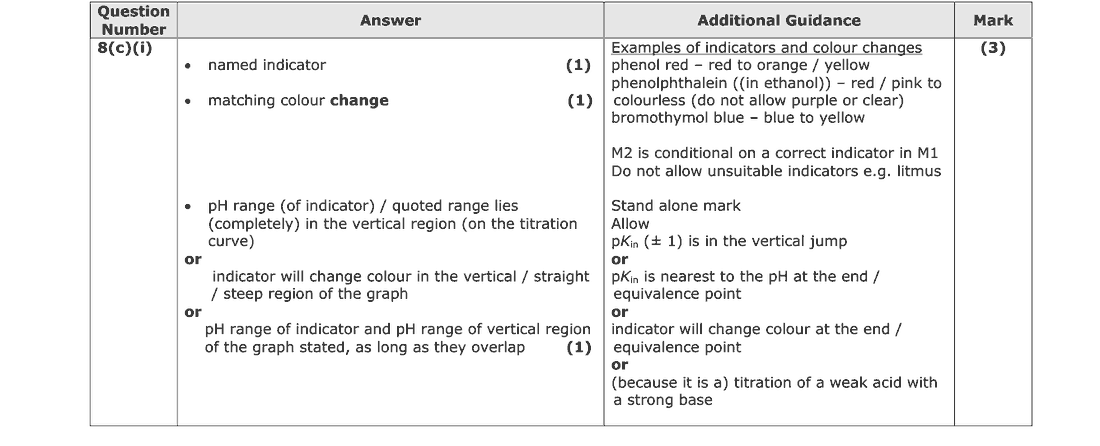 Question Number
Answer
Additional Guidance
Mark
8(c)(i)
• named indicator (1)
• matching colour change (1)
• pH range (of indicator) / quoted range lies
(completely) in the vertical region (on the titration
curve)
or
indicator will change colour in the vertical / straight
/ steep region of the graph
or
pH range of indicator and pH range of vertical region
of the graph stated, as long as they overlap (1)
Examples of indicators and colour changes
phenol red – red to orange / yellow
phenolphthalein ((in ethanol)) – red / pink to
colourless (do not allow purple or clear)
bromothymol blue – blue to yellow
M2 is conditional on a correct indicator in M1
Do not allow unsuitable indicators e.g. litmus
Stand alone mark
Allow
pKin (± 1) is in the vertical jump
or
pKin is nearest to the pH at the end /
equivalence point
or
indicator will change colour at the end /
equivalence point
or
(because it is a) titration of a weak acid with
a strong base
(3)